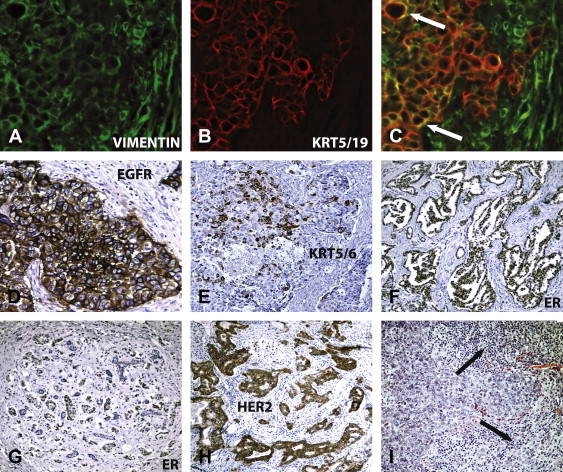 A VIMENTIN B KRT5/19 C
EGFR
D E KRT5/6 F ER
G ER H HER2 I